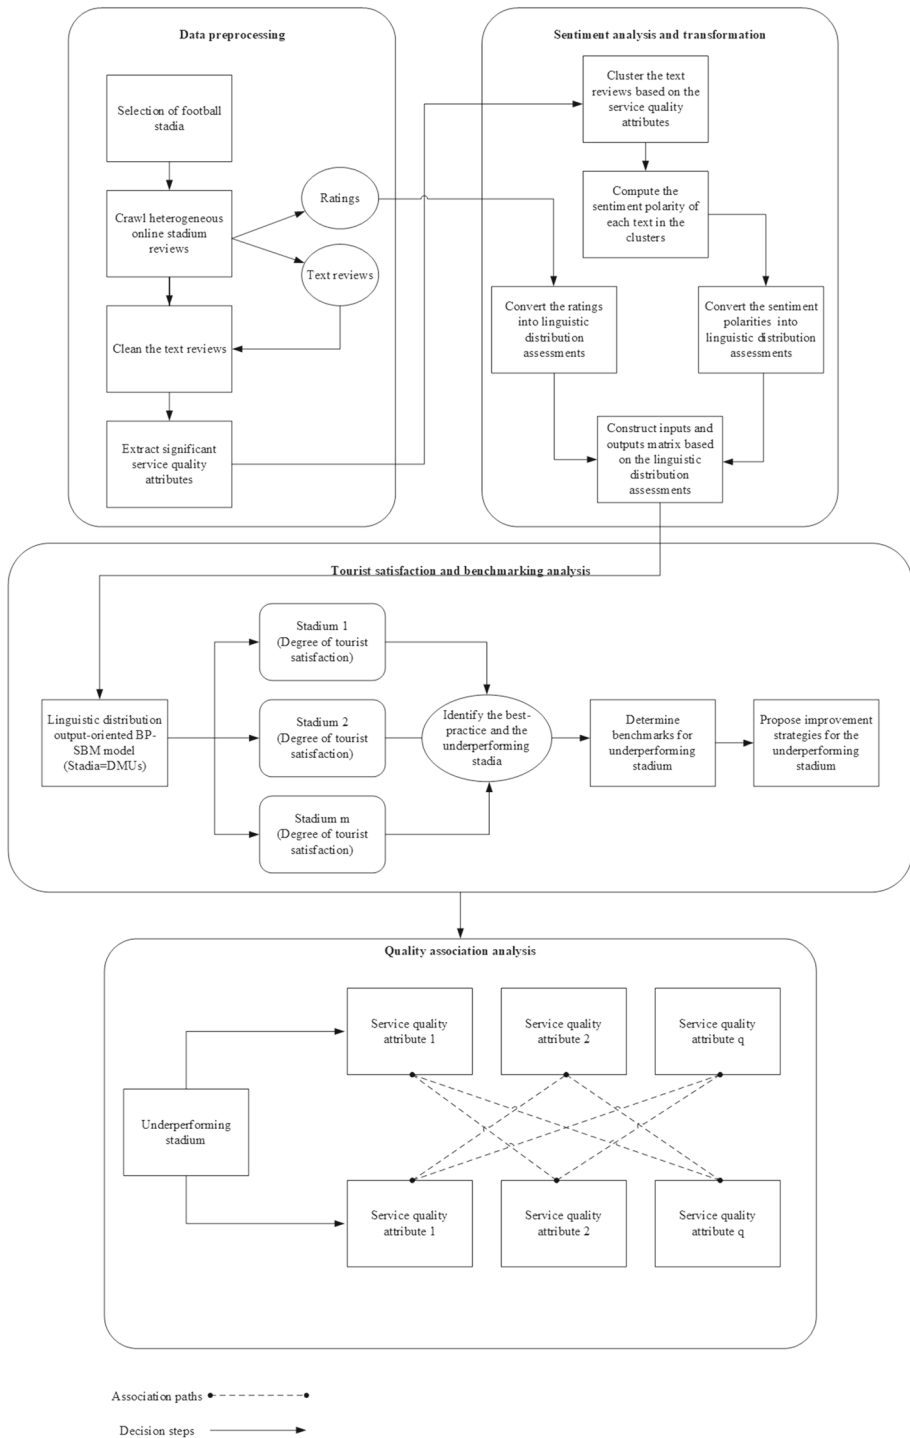 Data preprocessing
Selection of football
stadia
Crawl heterogeneous
online stadium
reviews
Ratings
Text reviews
Clean the text reviews
Extract significant
service quality
attributes
Sentiment analysis and transformation
Cluster the text
reviews based on the
service quality
attributes
Compute the
sentiment polarity of
each text in the
clusters
Convert the ratings
into linguistic
distribution
assessments
Convert the sentiment
polarities into
linguistic distribution
assessments
Construct inputs and
outputs matrix based
on the linguistic
distribution
assessments
Tourist satisfaction and benchmarking analysis
Linguistic distribution
output-oriented BP-
SBM model
(Stadia=DMUs)
Stadium 1
(Degree of tourist
satisfaction)
Stadium 2
(Degree of tourist
satisfaction)
Stadium m
(Degree of tourist
satisfaction)
Identify the best-
practice and the
underperforming
stadia
Determine
benchmarks for
underperforming
stadium
Propose improvement
strategies for the
underperforming
stadium
Quality association analysis
Underperforming
stadium
Service quality
attribute 1
Service quality
attribute 2
Service quality
attribute q
Service quality
attribute 1
Service quality
attribute 2
Service quality
attribute q
Association paths
Decision steps